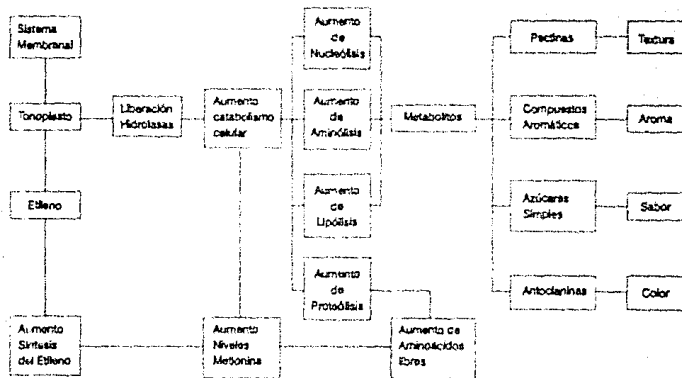 Sistema
Membranal
Tonoplasto
Etileno
Aumento
Síntesis
del Etileno
Liberación
Hidrolasas
Aumento
catabolismo
celular
Aumento
Niveles
Metionina
Aumento
de
Nucleólisis
Aumento
de
Aminólisis
Aumento
de
Lipólisis
Aumento
de
Proteólisis
Aumento de
Aminoácidos
libres
Metabolitos
Pectinas
Textura
Compuestos
Aromáticos
Aroma
Azúcares
Simples
Sabor
Antocianinas
Color